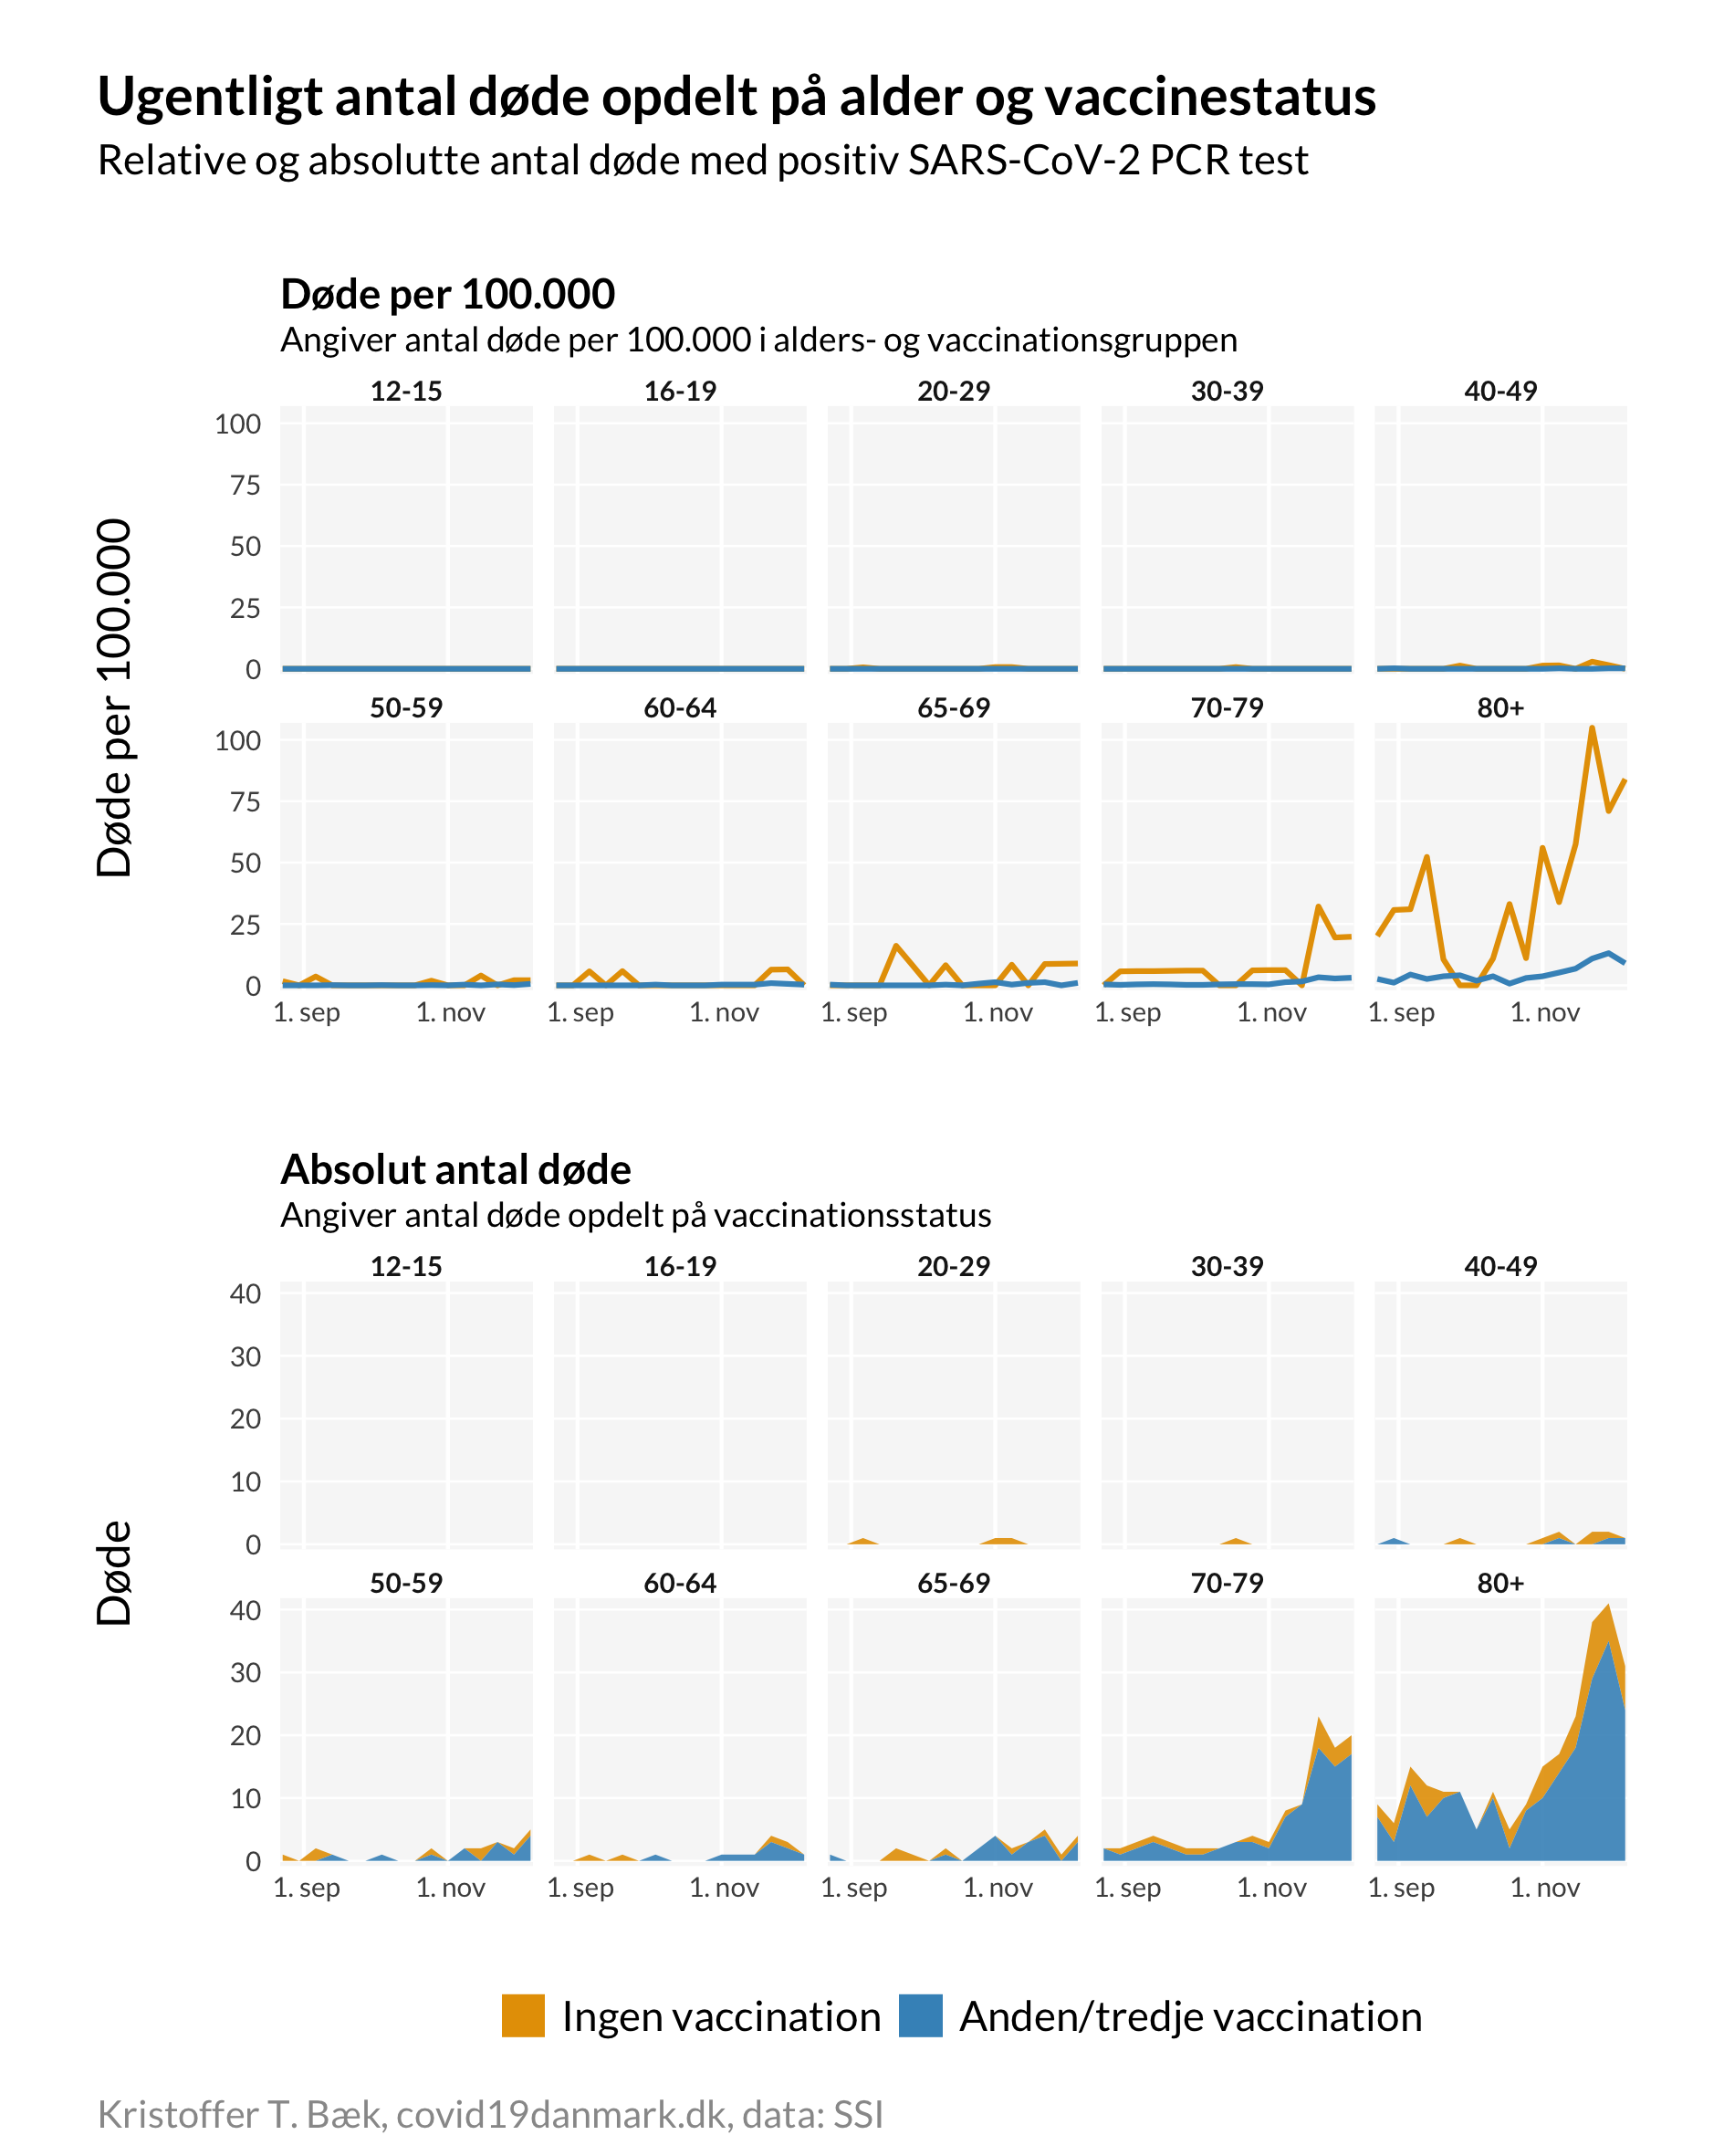 Ugentligt antal døde opdelt på alder og vaccinestatus
Relative og absolutte antal døde med positiv SARS-CoV-2 PCR test
Døde per 100.000
Angiver antal døde per 100.000 i alders- og vaccinationsgruppen
12-15 16-19 20-29 30-39 40-49
100
75
50
25
0
Døde per 100.000
50-59 60-64 65-69 70-79 80+
100
75
50
25
0
1. sep 1. nov 1. sep 1. nov 1. sep 1. nov 1. sep 1. nov 1. sep 1. nov
Absolut antal døde
Angiver antal døde opdelt på vaccinationsstatus
12-15 16-19 20-29 30-39 40-49
40
30
20
10
0
Døde
50-59 60-64 65-69 70-79 80+
40
30
20
10
0
1. sep 1. nov 1. sep 1. nov 1. sep 1. nov 1. sep 1. nov 1. sep 1. nov
Ingen vaccination Anden/tredje vaccination
Kristoffer T. Bæk, covid19danmark.dk, data: SSI